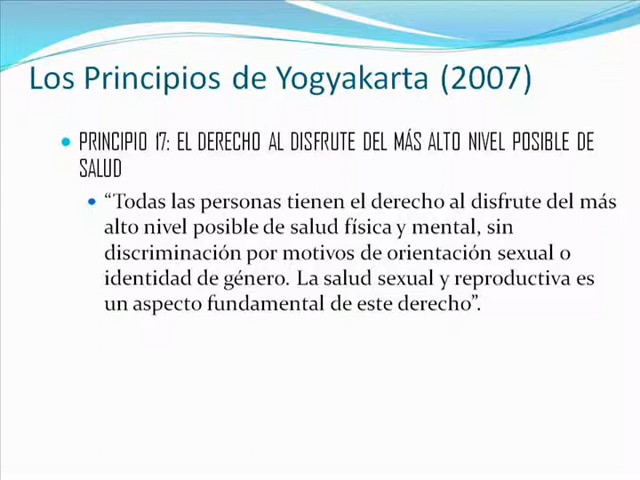 Los Principios de Yogyakarta (2007)
PRINCIPIO 17: EL DERECHO AL DISFRUTE DEL MÁS ALTO NIVEL POSIBLE DE
SALUD
“Todas las personas tienen el derecho al disfrute del más
alto nivel posible de salud física y mental, sin
discriminación por motivos de orientación sexual o
identidad de género. La salud sexual y reproductiva es
un aspecto fundamental de este derecho”.